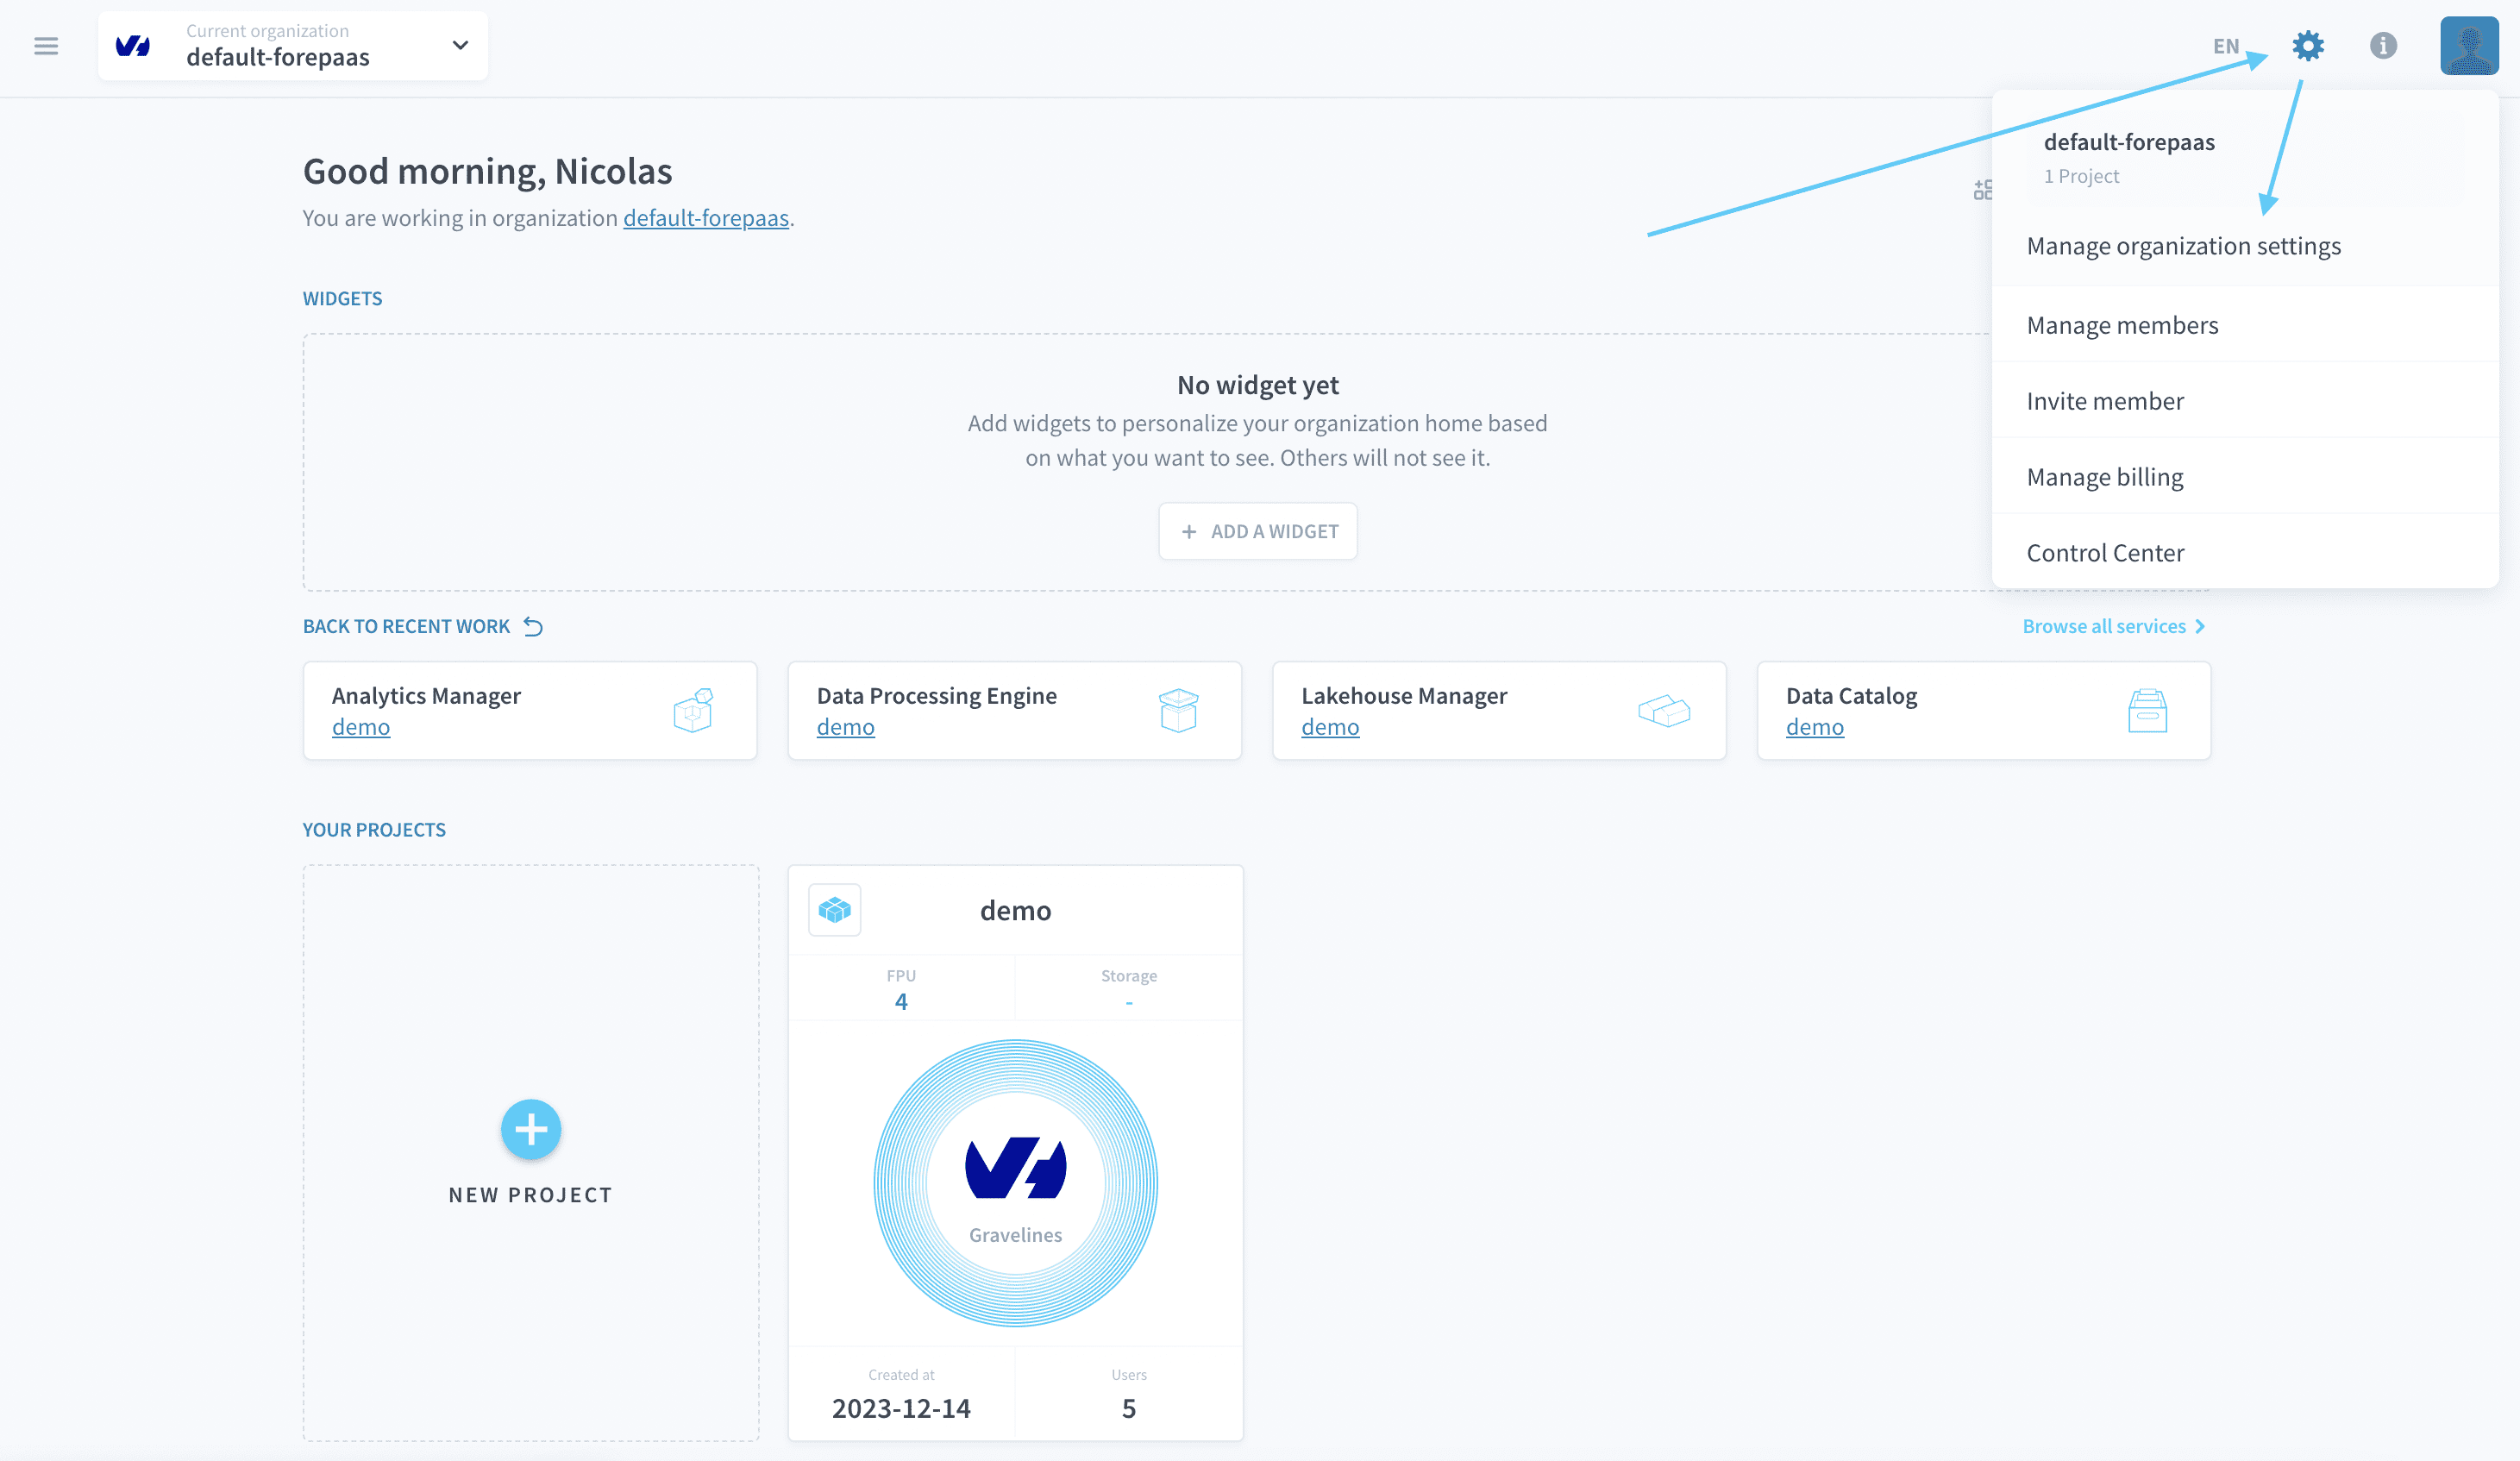 Current organization
default-forepaas
EN
Good morning, Nicolas
You are working in organization default-forepaas.
default-forepaas
1 Project
Manage organization settings
Manage members
Invite member
Manage billing
Control Center
WIDGETS
No widget yet
Add widgets to personalize your organization home based
on what you want to see. Others will not see it.
ADD A WIDGET
BACK TO RECENT WORK
Browse all services
Analytics Manager
demo
Data Processing Engine
demo
Lakehouse Manager
demo
Data Catalog
demo
YOUR PROJECTS
NEW PROJECT
demo
FPU
4
Storage
-
Gravelines
Created at
2023-12-14
Users
5